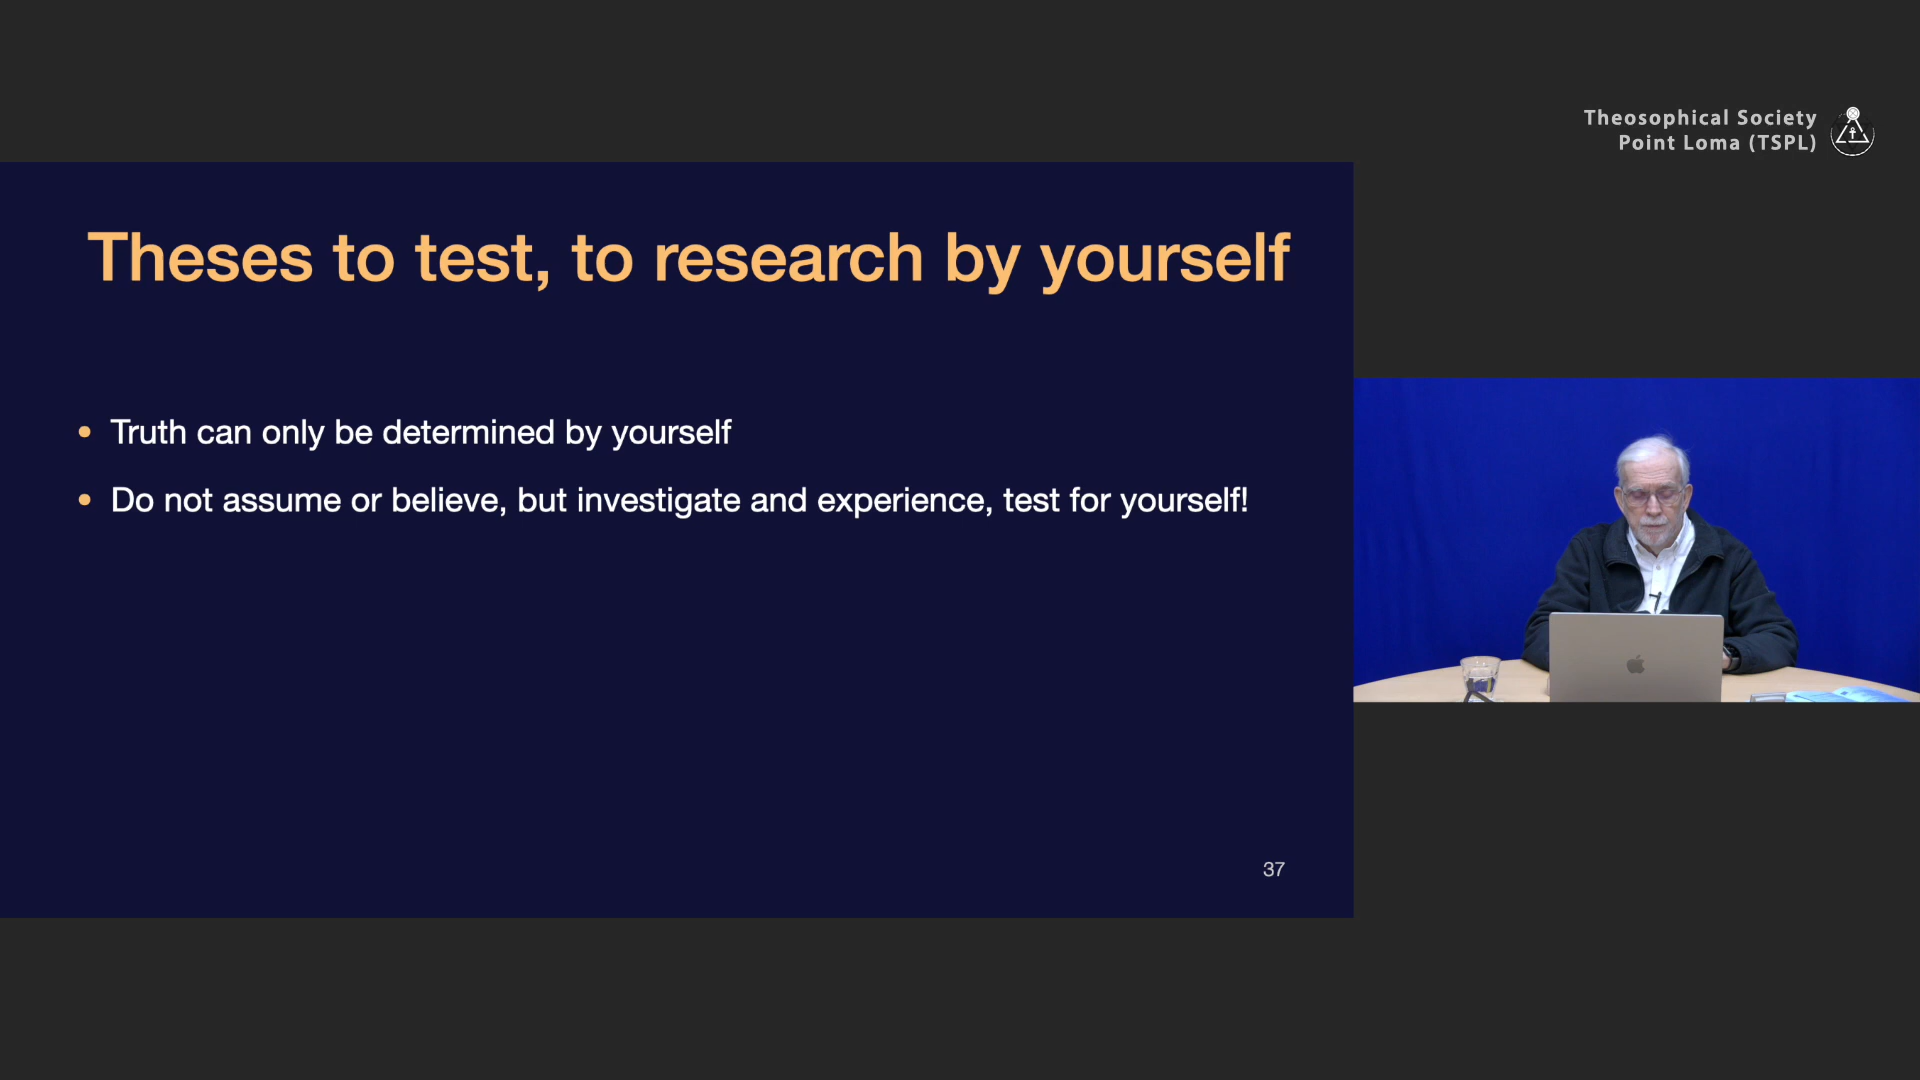 Theosophical Society
Point Loma (TSPL)
Theses to test, to research by yourself
• Truth can only be determined by yourself
• Do not assume or believe, but investigate and experience, test for yourself!
37